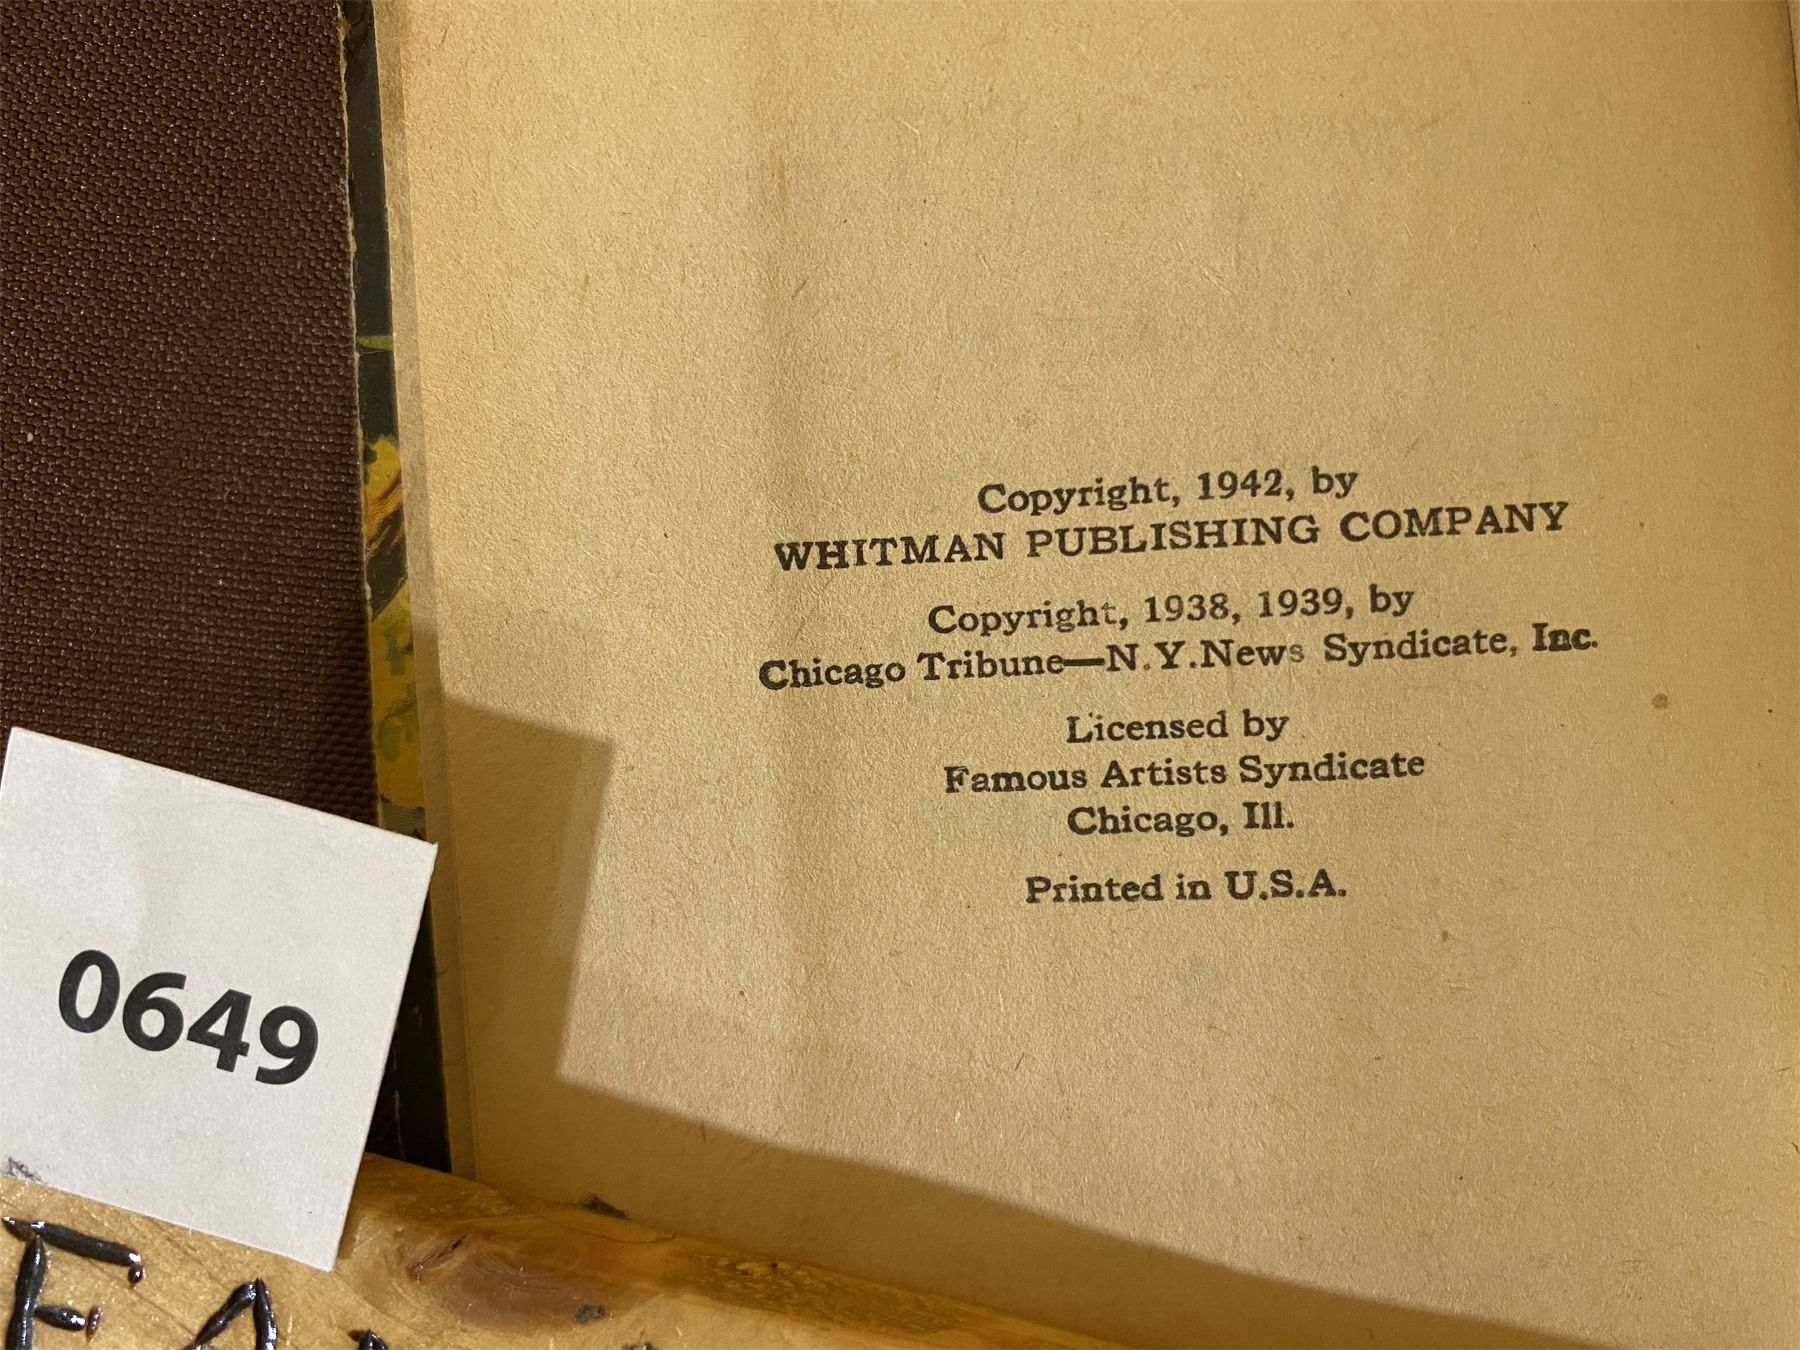 Copyright, 1942, by
WHITMAN PUBLISHING COMPANY
Copyright, 1938, 1939, by
Chicago Tribune—N.Y.News Syndicate, Inc.
Licensed by
Famous Artists Syndicate
Chicago, Ill.
Printed in U.S.A.
0649